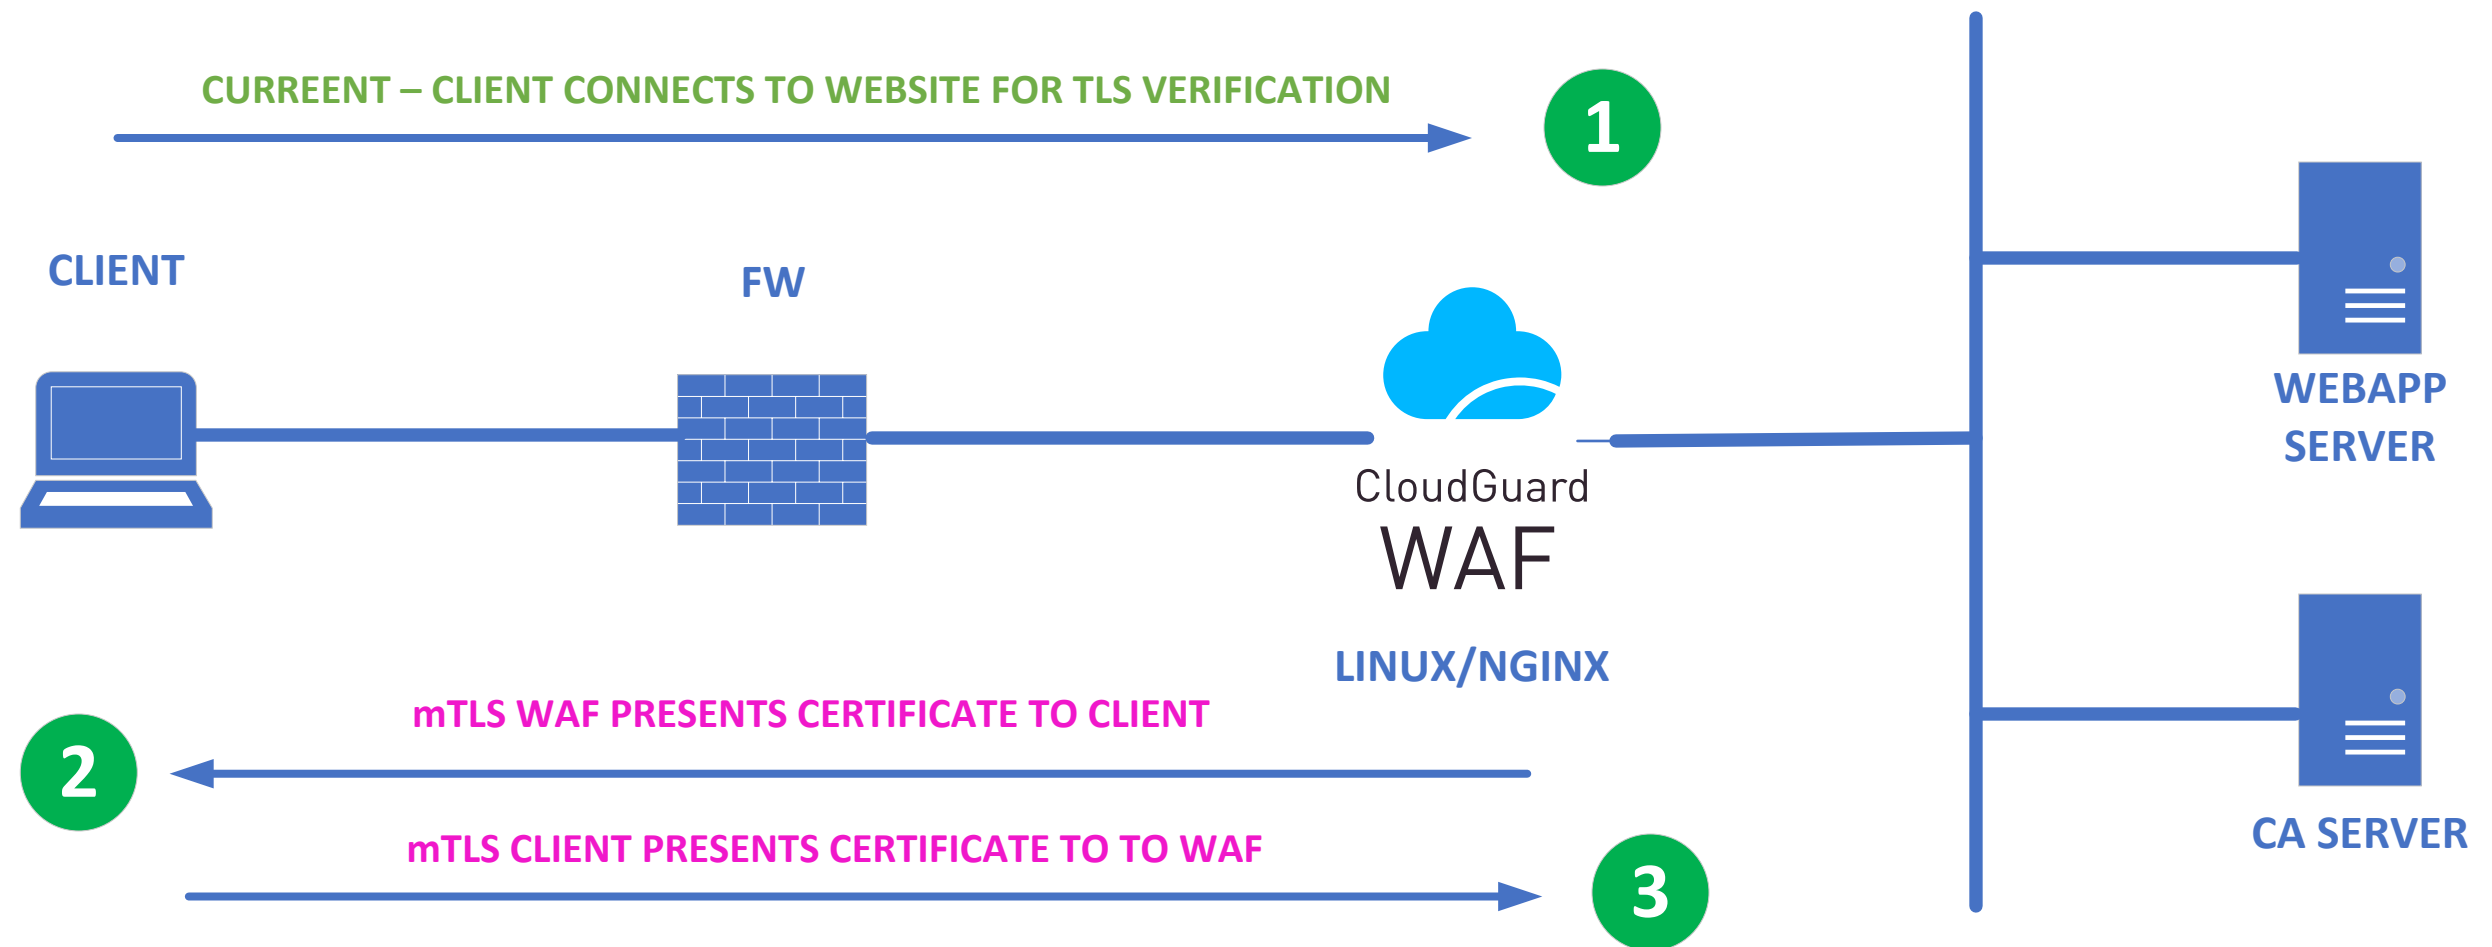 CURREENT – CLIENT CONNECTS TO WEBSITE FOR TLS VERIFICATION
1
CLIENT
FW
WEBAPP
SERVER
CloudGuard
WAF
LINUX/NGINX
mTLS WAF PRESENTS CERTIFICATE TO CLIENT
2
mTLS CLIENT PRESENTS CERTIFICATE TO TO WAF
3
CA SERVER